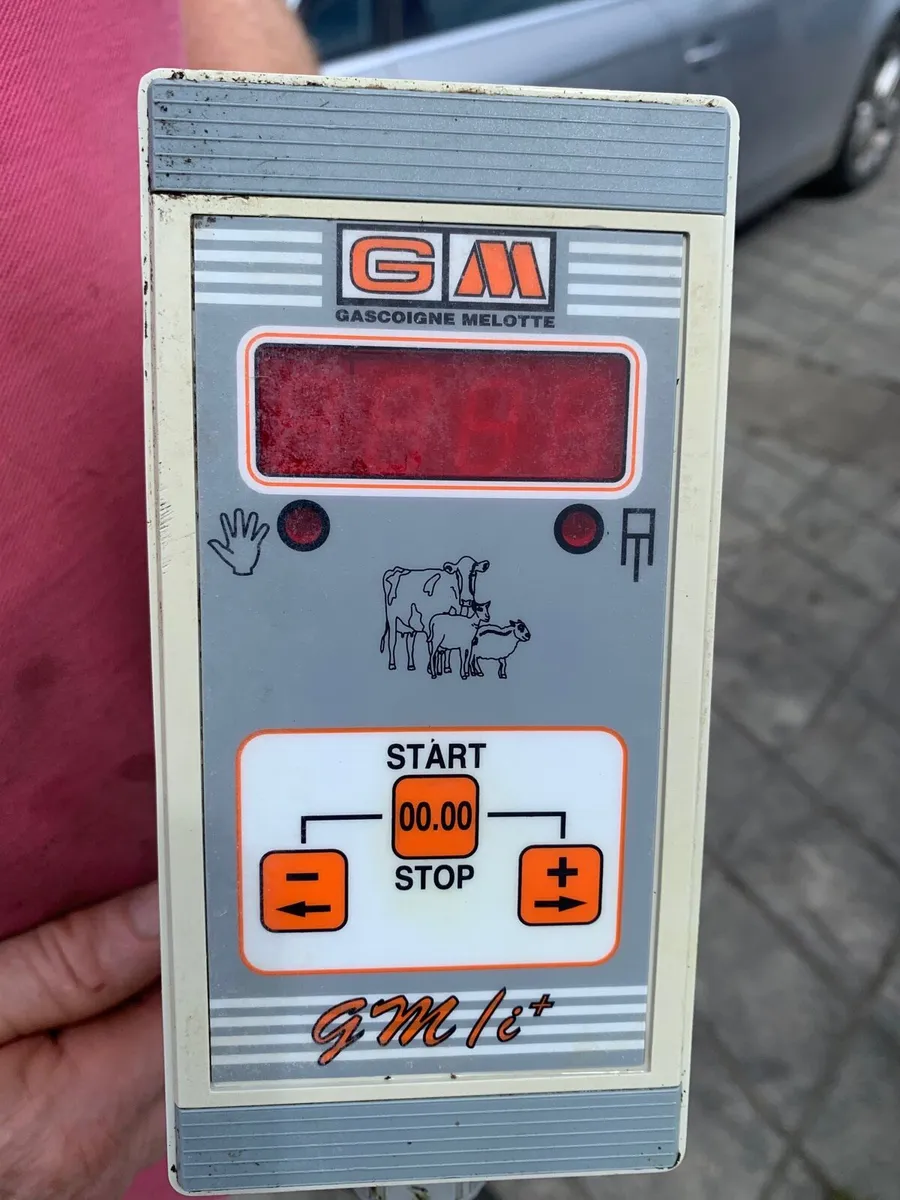 GM
GASCOIGNE MELOTTE
START
00.00
STOP
−
+
GM/i+